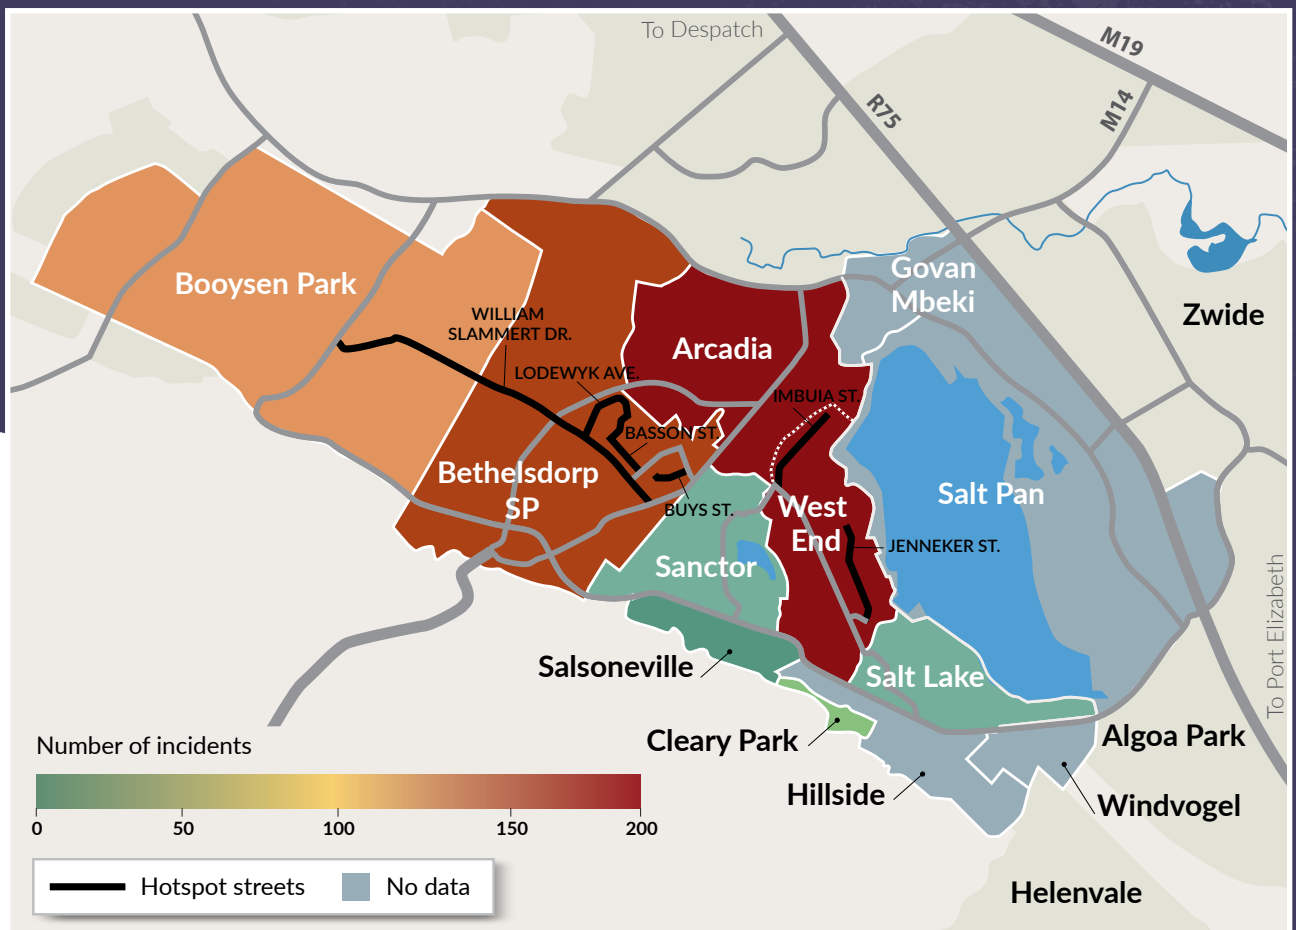 To Despatch
M19
R75
M14
Govan
Mbeki
Booysen Park
Zwide
WILLIAM
SLAMMERT DR.
Arcadia
LODEWYK AVE.
IMBUIA ST.
BASSON ST.
Bethelsdorp
SP
Salt Pan
BUYS ST.
West
End
JENNEKER ST.
Sanctor
To Port Elizabeth
Salsoneville
Salt Lake
Cleary Park
Algoa Park
Hillside
Windvogel
Helenvale
Number of incidents
0 50 100 150 200
Hotspot streets No data